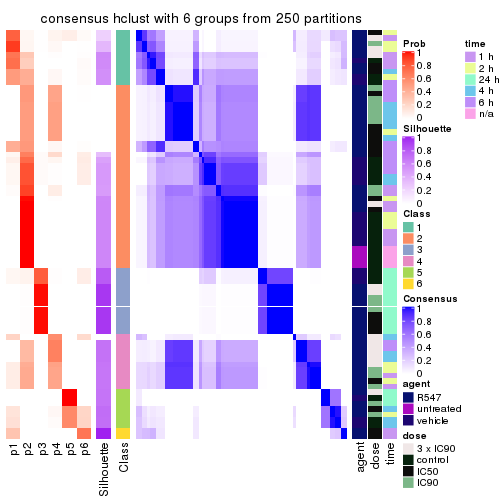 consensus hclust with 6 groups from 250 partitions
Prob
1
0.8
0.6
0.4
0.2
0
time
1 h
2 h
24 h
4 h
6 h
n/a
Silhouette
1
0.8
0.6
0.4
0.2
0
Class
1
2
3
4
5
6
Consensus
1
0.8
0.6
0.4
0.2
0
agent
R547
untreated
vehicle
dose
3 x IC90
control
IC50
IC90
p1
p2
p3
p4
p5
p6
Silhouette
Class
agent
dose
time